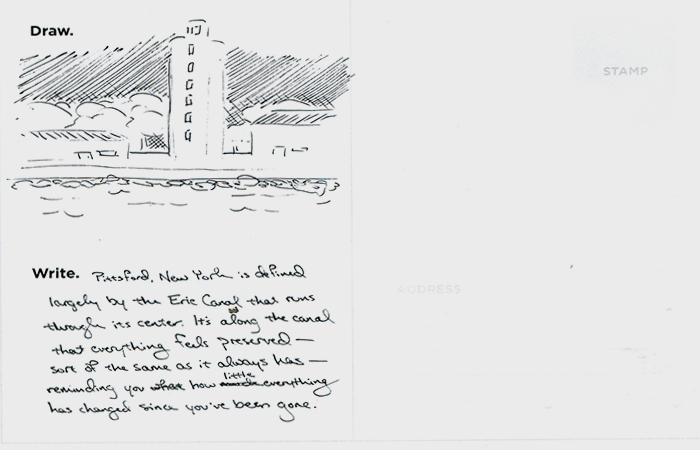 Draw.
STAMP
Write. Pittsford, New York is defined
ADDRESS
largely by the Erie Canal that runs
through its center. It's along the canal
that everything feels preserved —
sort of the same as it always has —
little
reminding you what how much everything
has changed since you've been gone.